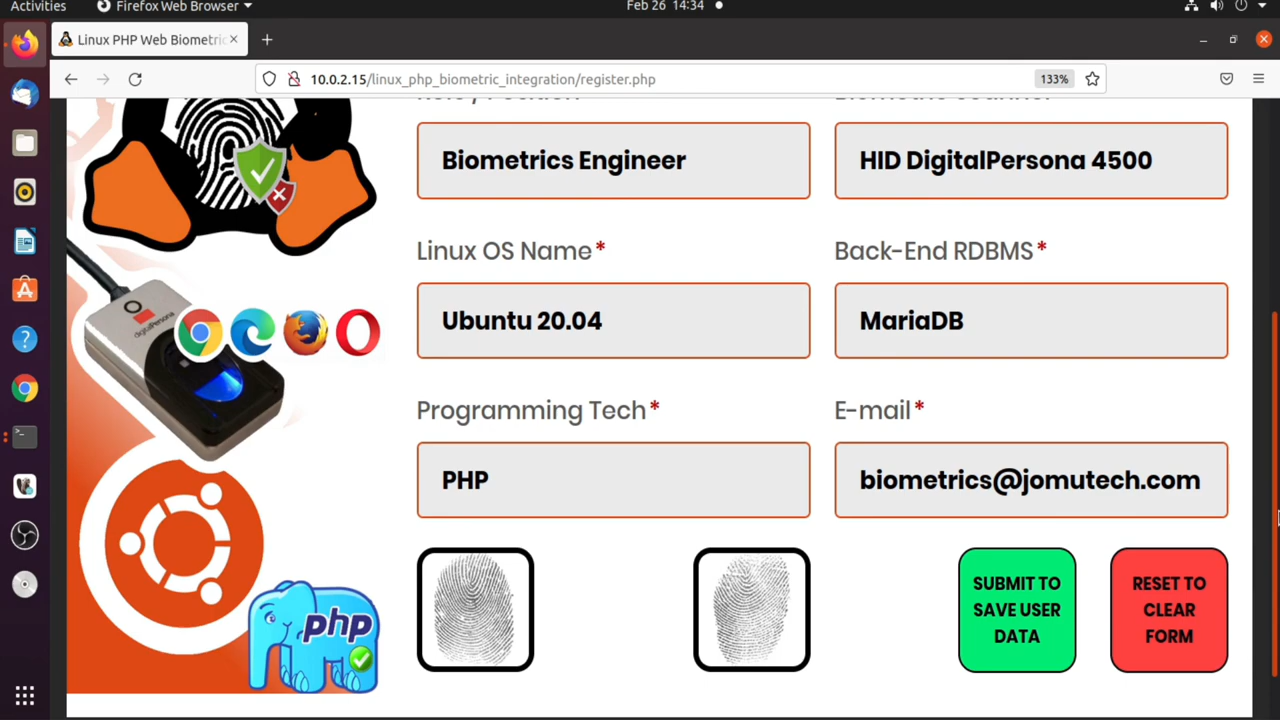 Activities
Firefox Web Browser
Feb 26 14:34
Linux PHP Web Biometric
10.0.2.15/linux_php_biometric_integration/register.php
133%
Biometrics Engineer
HID DigitalPersona 4500
Linux OS Name *
Back-End RDBMS *
Ubuntu 20.04
MariaDB
Programming Tech *
E-mail *
PHP
biometrics@jomutech.com
digitalPersona
php
SUBMIT TO
SAVE USER
DATA
RESET TO
CLEAR
FORM